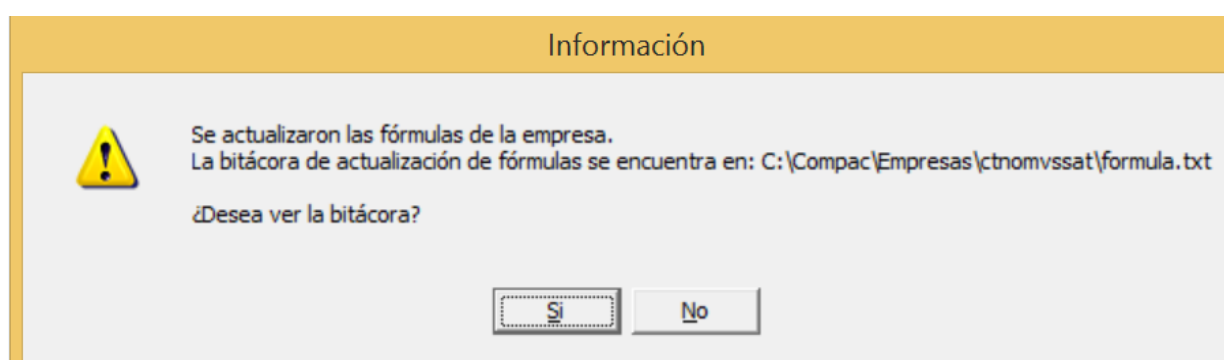 Información
Se actualizaron las fórmulas de la empresa.
La bitácora de actualización de fórmulas se encuentra en: C:\Compac\Empresas\ctnomvssat\formula.txt
¿Desea ver la bitácora?
Si
No